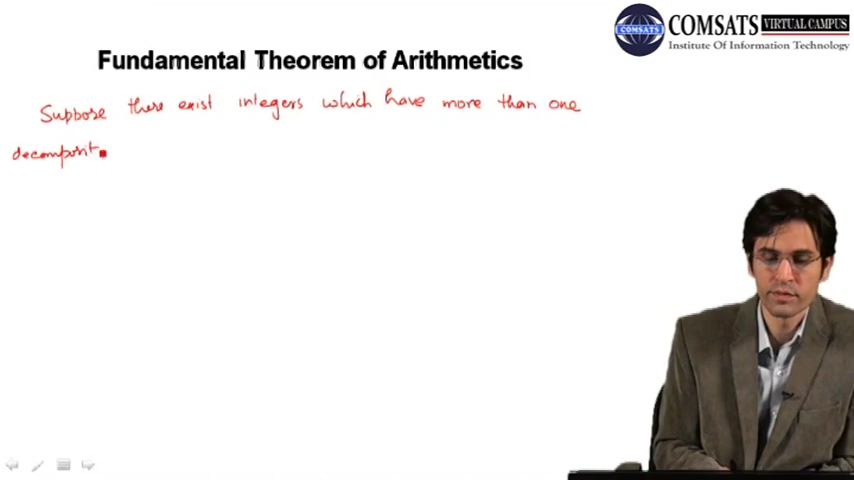 COMSATS VIRTUAL CAMPUS
COMSATS
Institute Of Information Technology
Fundamental Theorem of Arithmetics
Suppose there exist integers which have more than one
decomposit